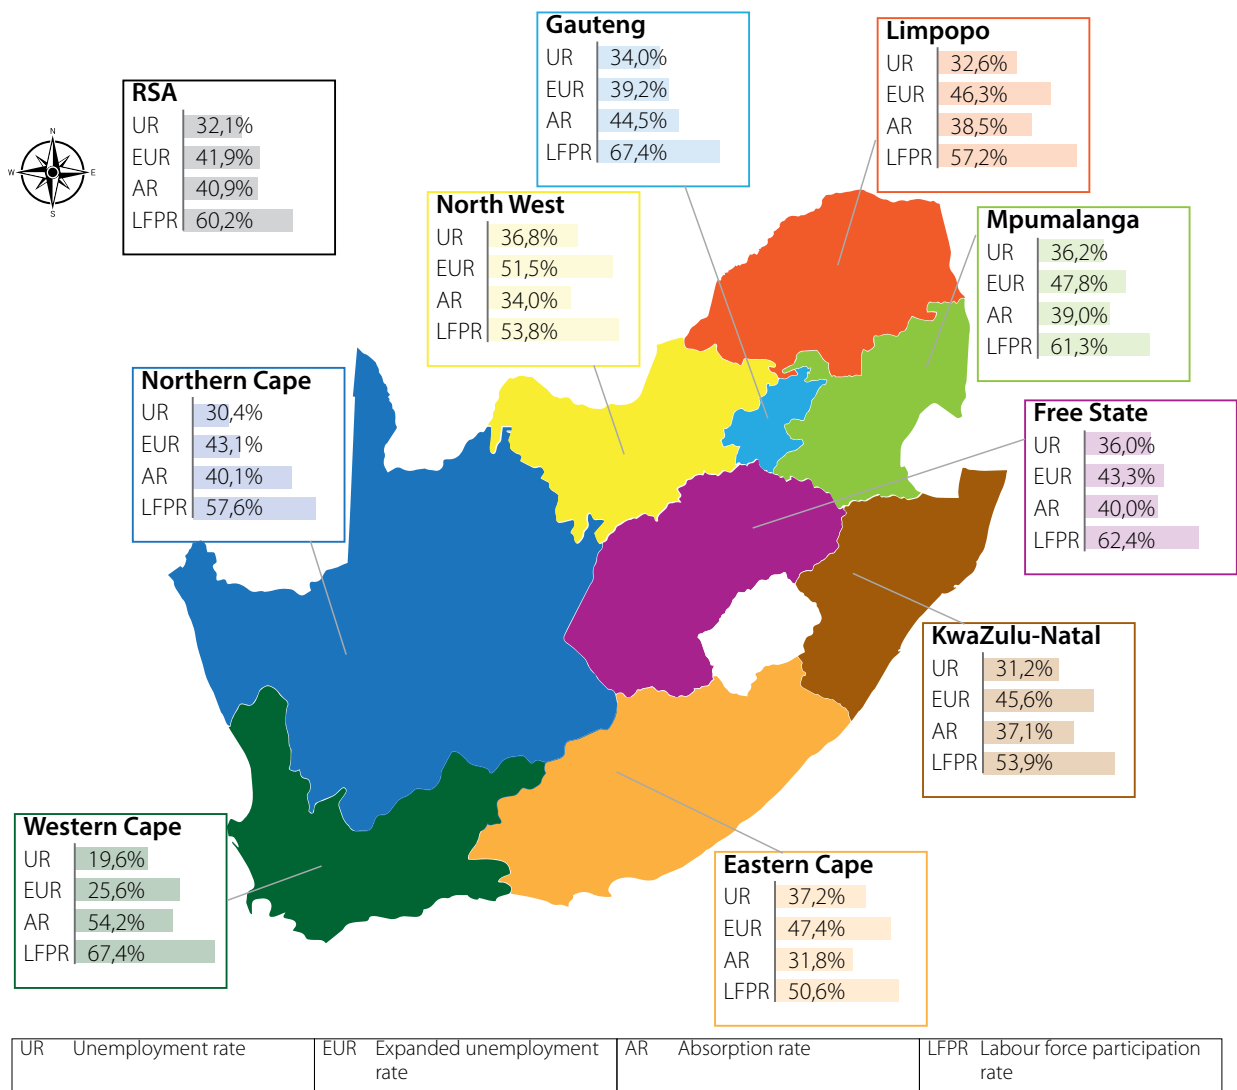 Gauteng
UR 34,0%
EUR 39,2%
AR 44,5%
LFPR 67,4%
Limpopo
UR 32,6%
EUR 46,3%
AR 38,5%
LFPR 57,2%
RSA
UR 32,1%
EUR 41,9%
AR 40,9%
LFPR 60,2%
N
W E
S
North West
UR 36,8%
EUR 51,5%
AR 34,0%
LFPR 53,8%
Mpumalanga
UR 36,2%
EUR 47,8%
AR 39,0%
LFPR 61,3%
Northern Cape
UR 30,4%
EUR 43,1%
AR 40,1%
LFPR 57,6%
Free State
UR 36,0%
EUR 43,3%
AR 40,0%
LFPR 62,4%
KwaZulu-Natal
UR 31,2%
EUR 45,6%
AR 37,1%
LFPR 53,9%
Western Cape
UR 19,6%
EUR 25,6%
AR 54,2%
LFPR 67,4%
Eastern Cape
UR 37,2%
EUR 47,4%
AR 31,8%
LFPR 50,6%
UR Unemployment rate
EUR Expanded unemployment
rate
AR Absorption rate
LFPR Labour force participation
rate